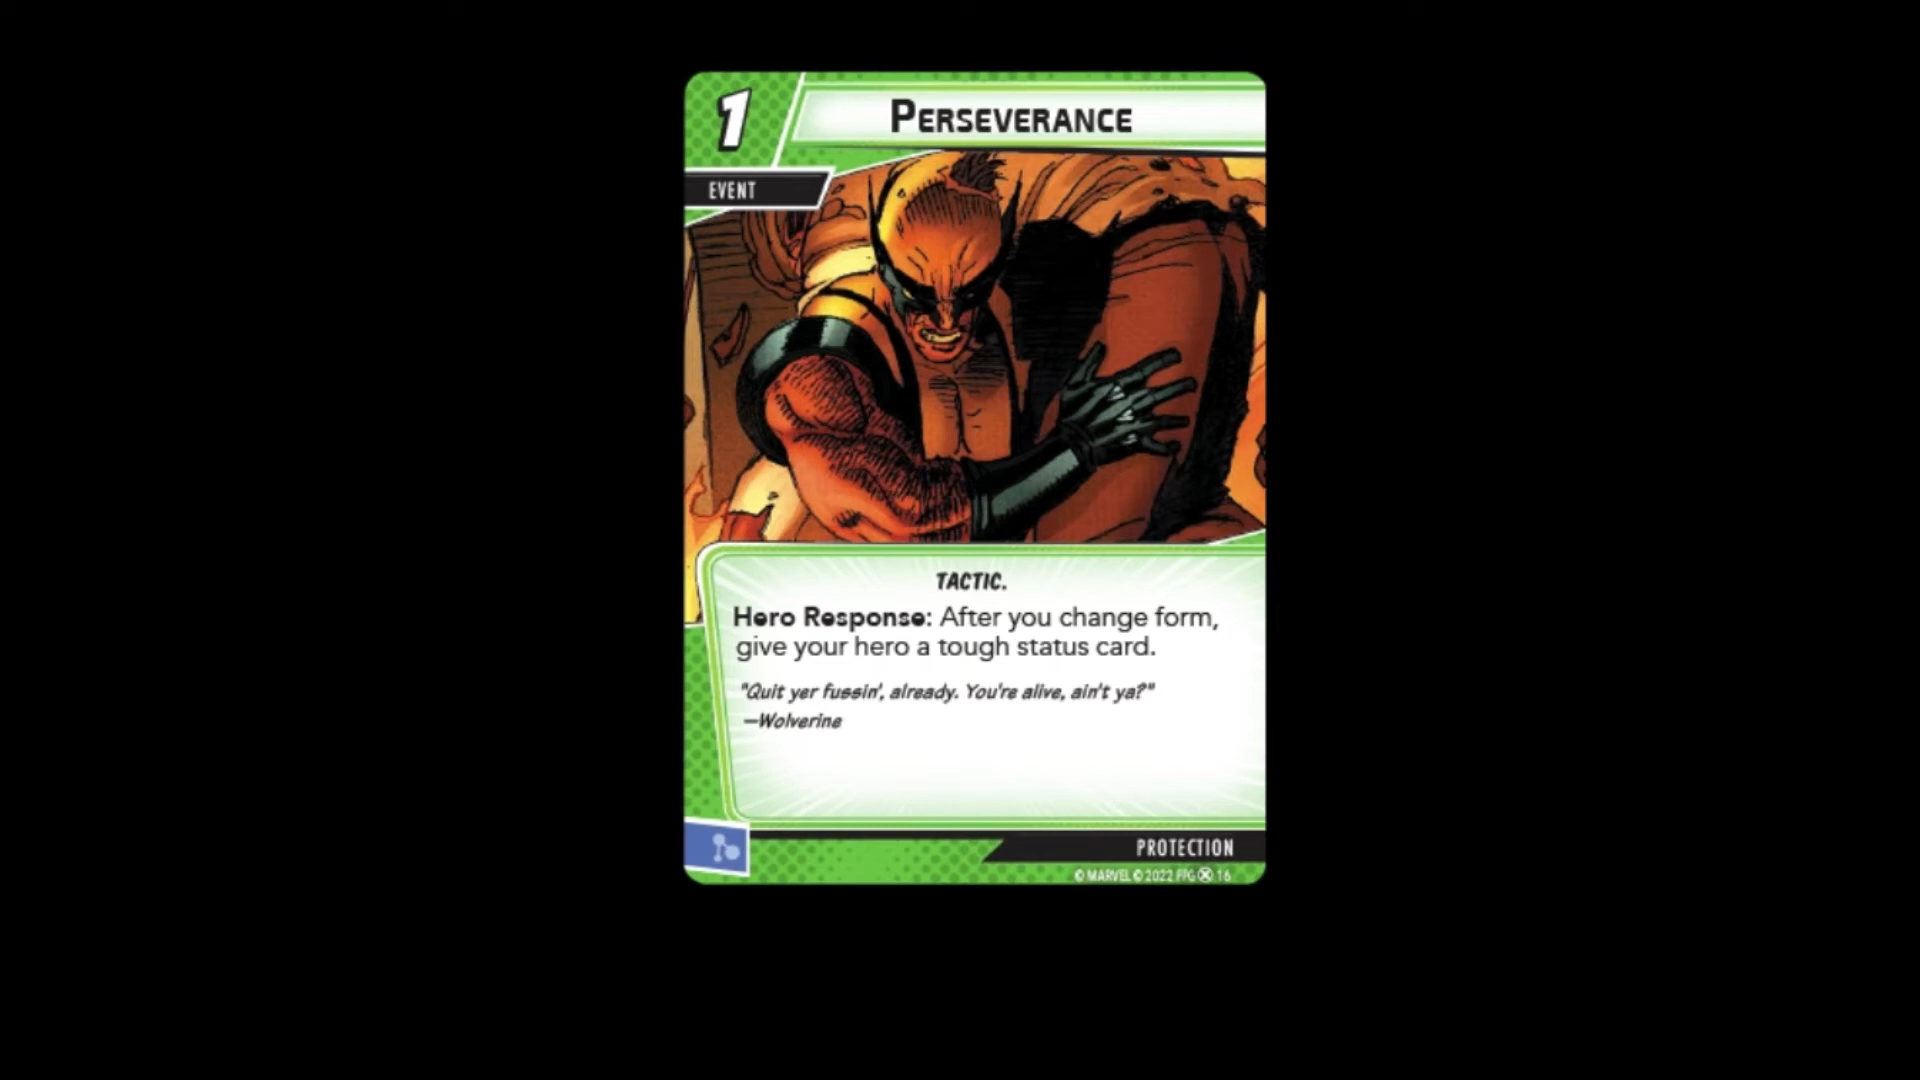 1
PERSEVERANCE
EVENT
TACTIC.
Hero Response: After you change form,
give your hero a tough status card.
"Quit yer fussin', already. You're alive, ain't ya?"
—Wolverine
PROTECTION
© MARVEL © 2022 FFG 16